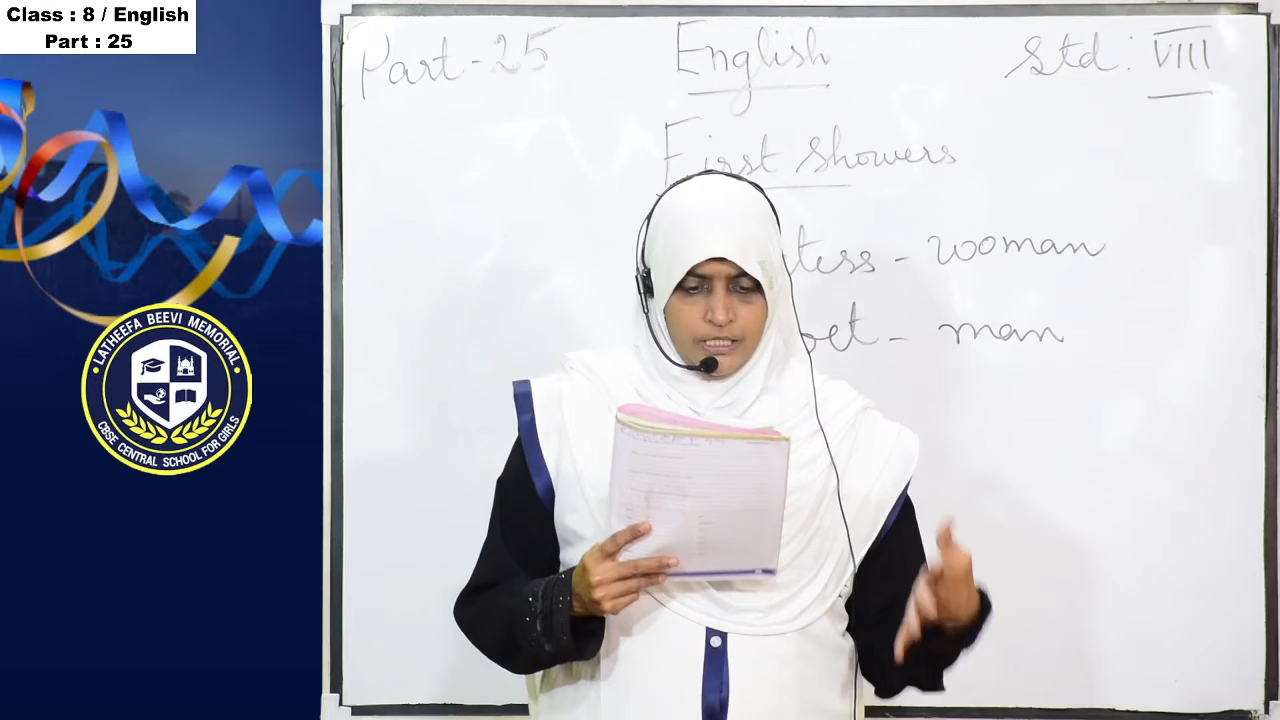 Class : 8 / English
Part : 25
Part - 25 English Std : VIII
First Showers
- woman
- man
LATHEEFA BEEVI MEMORIAL
CBSE CENTRAL SCHOOL FOR GIRLS